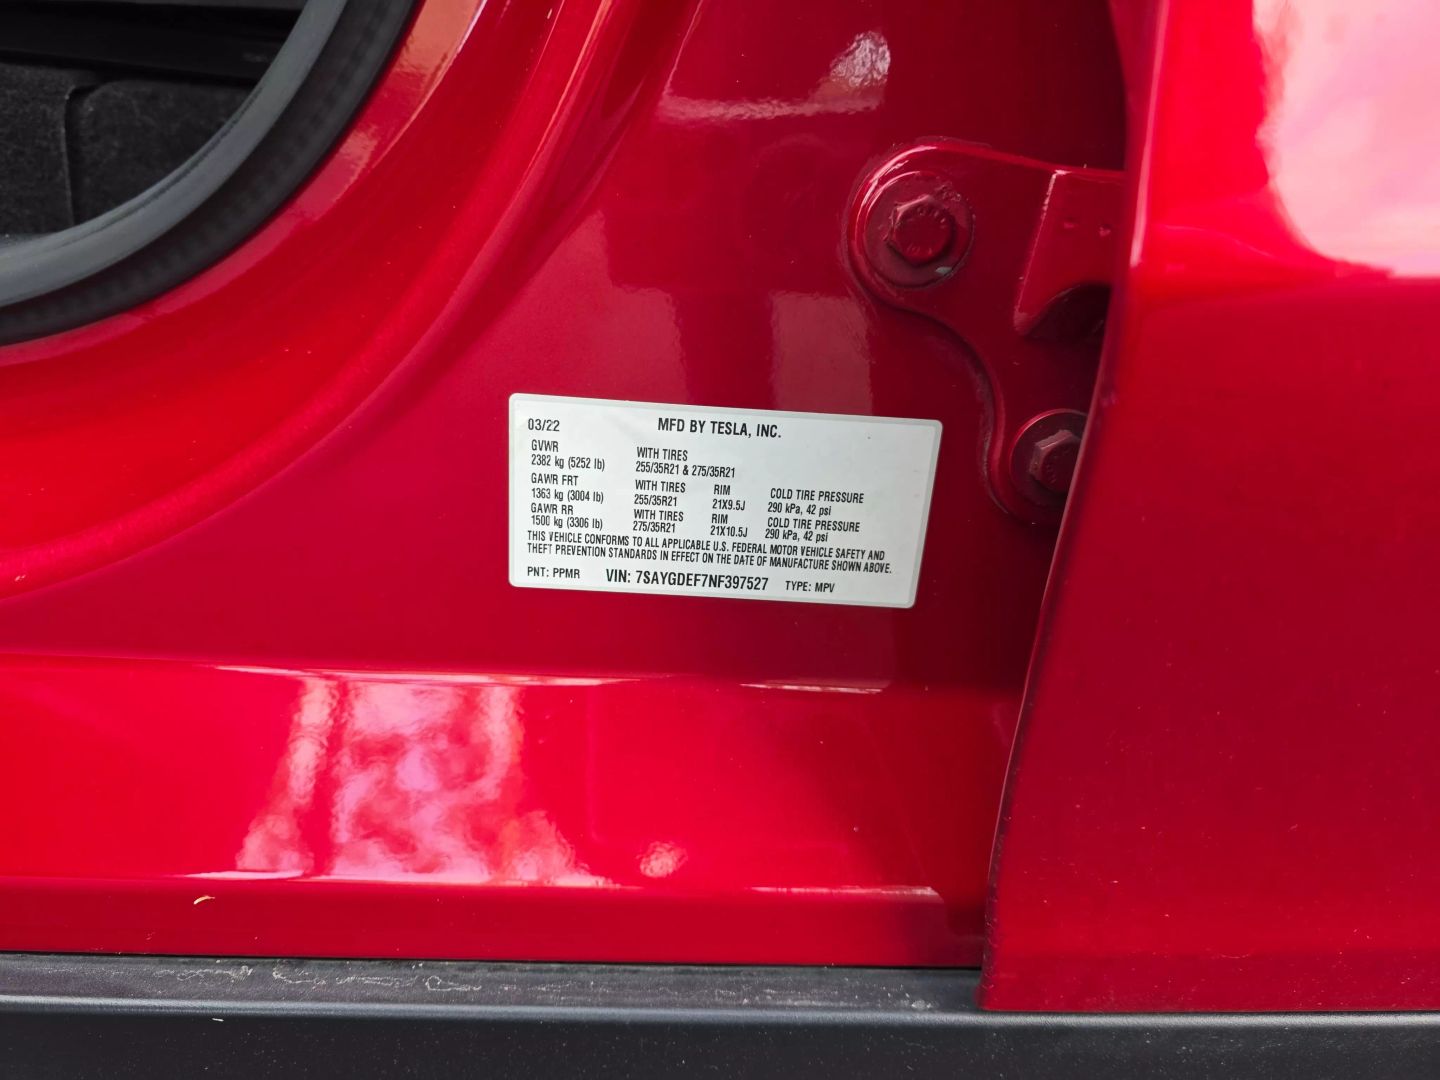 03/22 MFD BY TESLA, INC.
GVWR
2382 kg (5252 lb)
WITH TIRES
255/35R21 & 275/35R21
GAWR FRT
1363 kg (3004 lb)
WITH TIRES
255/35R21
RIM
21X9.5J
COLD TIRE PRESSURE
290 kPa, 42 psi
GAWR RR
1500 kg (3306 lb)
WITH TIRES
275/35R21
RIM
21X10.5J
COLD TIRE PRESSURE
290 kPa, 42 psi
THIS VEHICLE CONFORMS TO ALL APPLICABLE U.S. FEDERAL MOTOR VEHICLE SAFETY AND
THEFT PREVENTION STANDARDS IN EFFECT ON THE DATE OF MANUFACTURE SHOWN ABOVE.
PNT: PPMR VIN: 7SAYGDEF7NF397527 TYPE: MPV